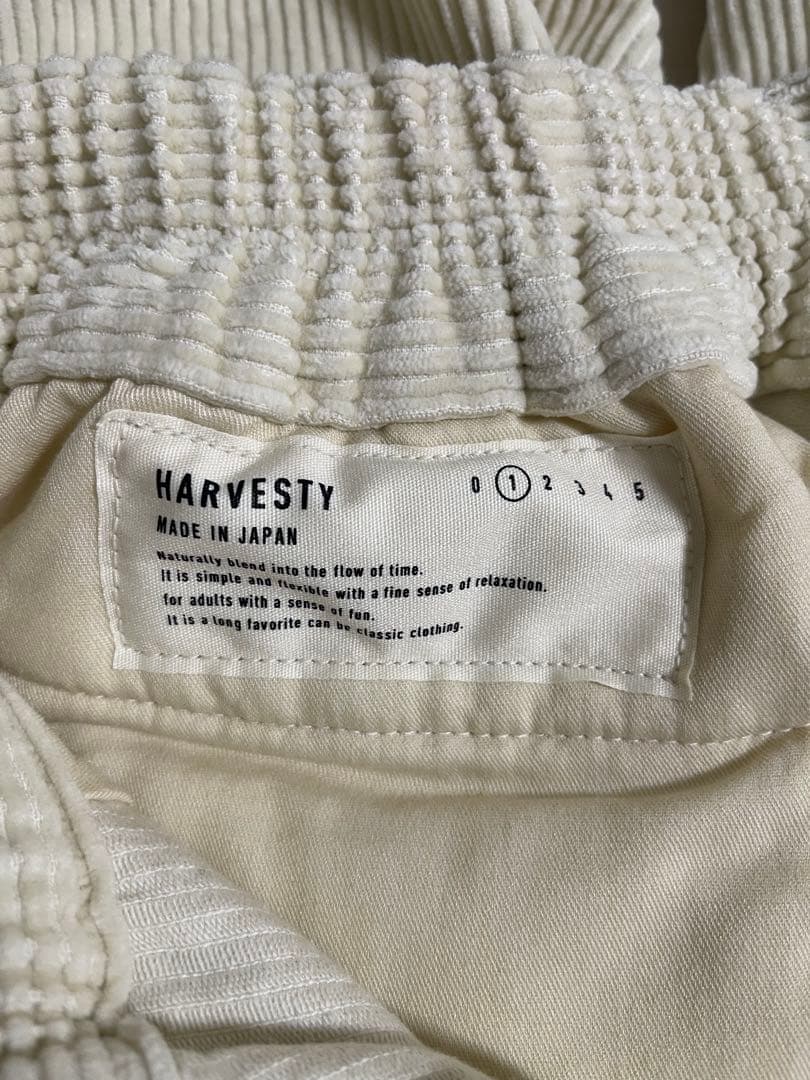 HARVESTY
0 1 2 3 4 5
MADE IN JAPAN
Naturally blend into the flow of time.
It is simple and flexible with a fine sense of relaxation.
for adults with a sense of fun.
It is a long favorite can be classic clothing.